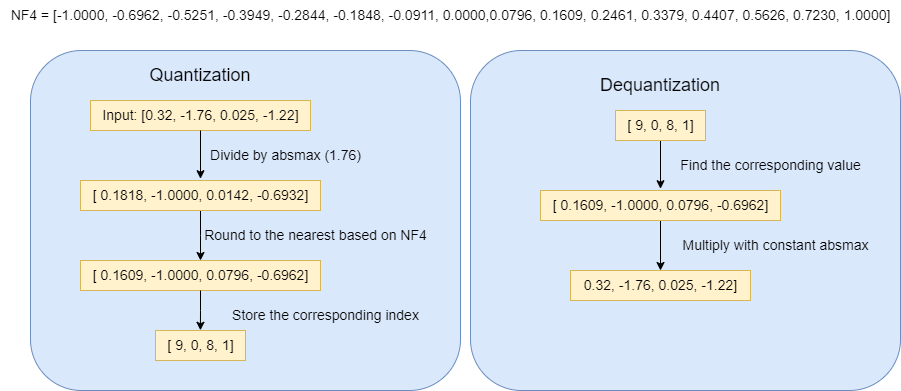 NF4 = [-1.0000, -0.6962, -0.5251, -0.3949, -0.2844, -0.1848, -0.0911, 0.0000,0.0796, 0.1609, 0.2461, 0.3379, 0.4407, 0.5626, 0.7230, 1.0000]
Quantization
Input: [0.32, -1.76, 0.025, -1.22]
Divide by absmax (1.76)
[ 0.1818, -1.0000, 0.0142, -0.6932]
Round to the nearest based on NF4
[ 0.1609, -1.0000, 0.0796, -0.6962]
Store the corresponding index
[ 9, 0, 8, 1]
Dequantization
[ 9, 0, 8, 1]
Find the corresponding value
[ 0.1609, -1.0000, 0.0796, -0.6962]
Multiply with constant absmax
0.32, -1.76, 0.025, -1.22]